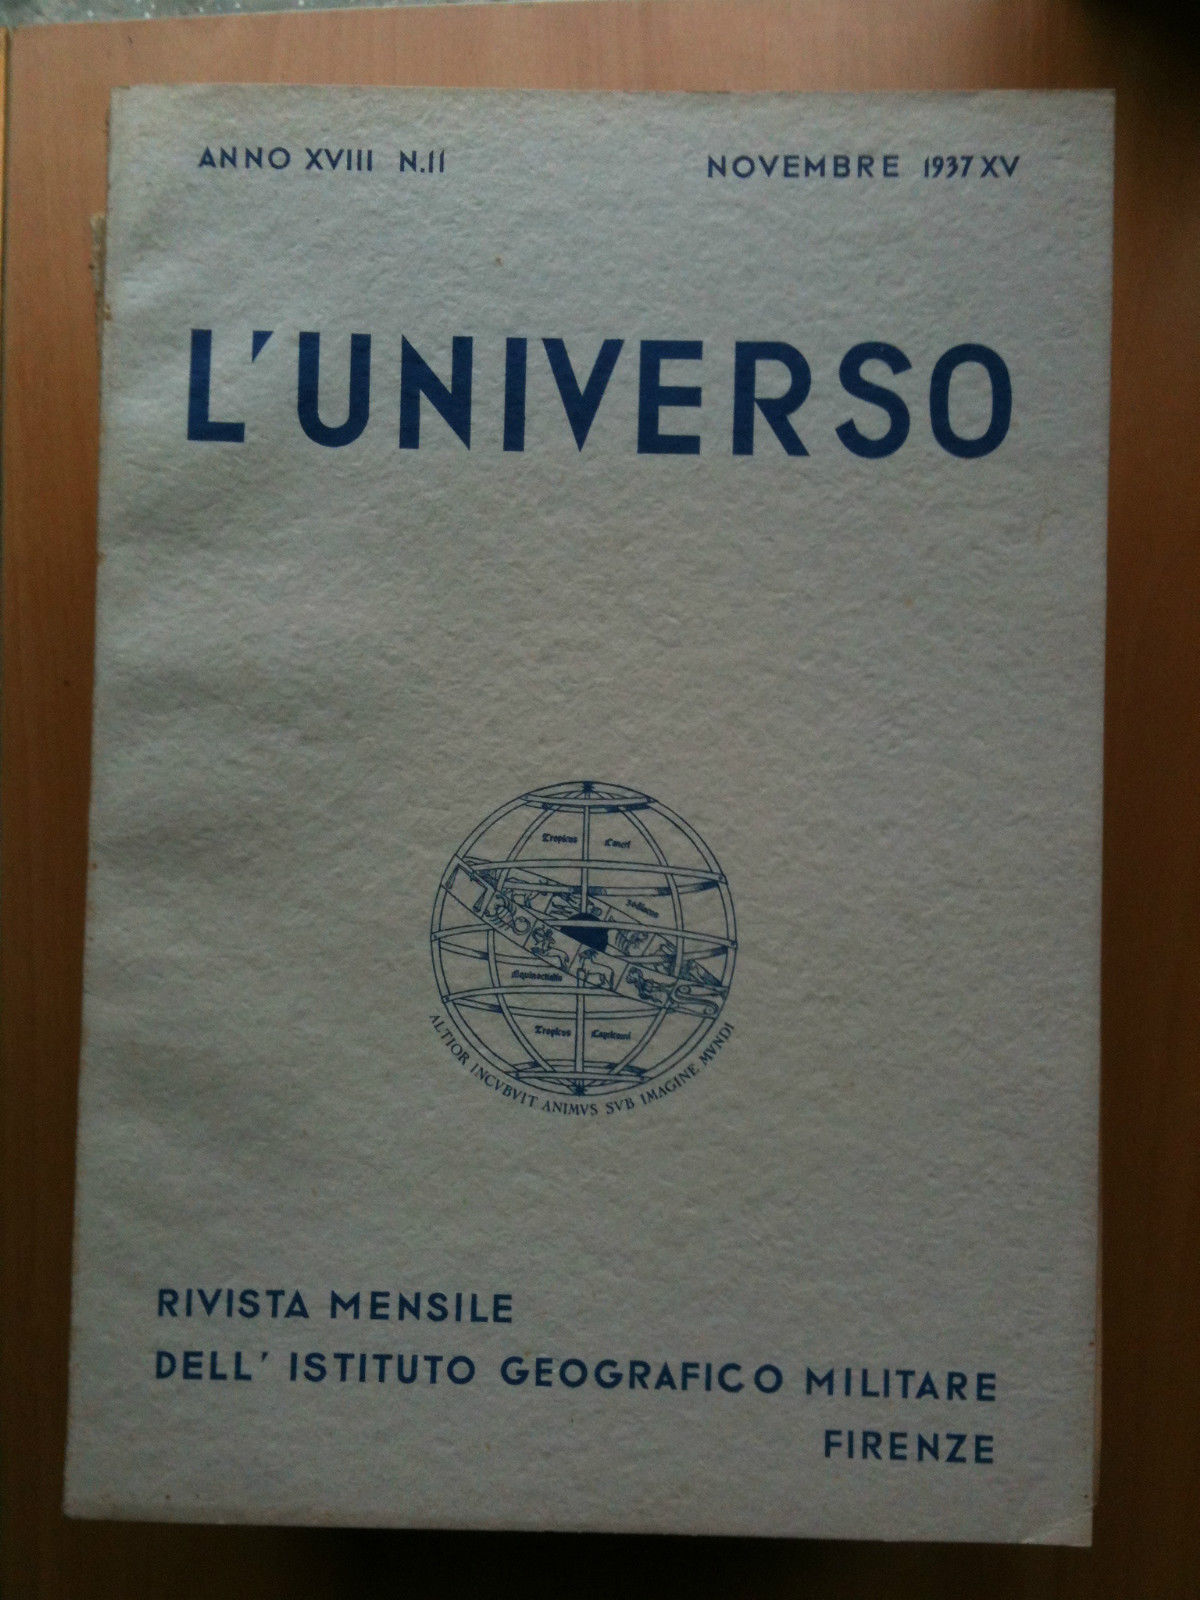 ANNO XVIII N.11
NOVEMBRE 1937 XV
L'UNIVERSO
Tropicus Cancri
Zodiacus
Equinoctialis
Tropicus Capricorni
ALTIOR INCVBVIT ANIMVS SVB IMAGINE MVNDI
RIVISTA MENSILE
DELL' ISTITUTO GEOGRAFICO MILITARE
FIRENZE